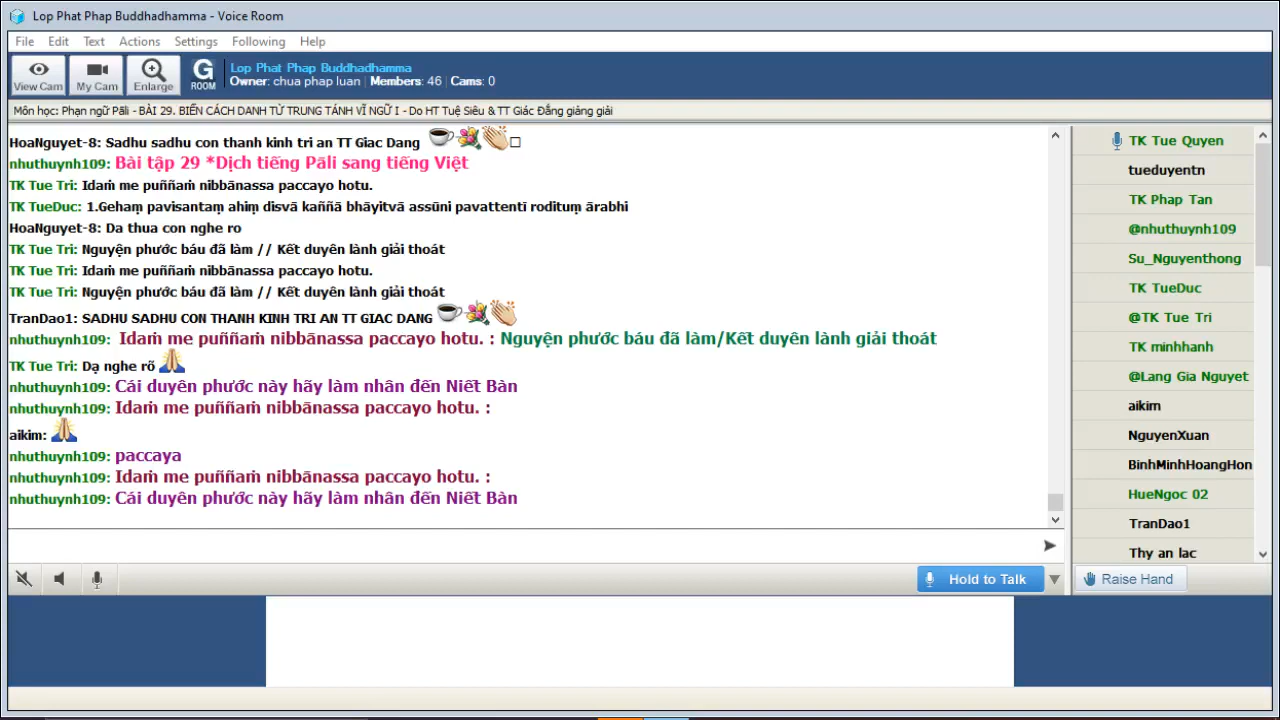 Lop Phat Phap Buddhadhamma - Voice Room
File Edit Text Actions Settings Following Help
View Cam My Cam Enlarge G ROOM
Lop Phat Phap Buddhadhamma
Owner: chua phap luan | Members: 46 | Cams: 0
Môn học: Phạn ngữ Pāli - BÀI 29. BIẾN CÁCH DANH TỪ TRUNG TÁNH VĨ NGỮ I - Do HT Tuệ Siêu & TT Giác Đẳng giảng giải
HoaNguyet-8: Sadhu sadhu con thanh kinh tri an TT Giac Dang
nhuthuynh109: Bài tập 29 *Dịch tiếng Pāli sang tiếng Việt
TK Tue Tri: Idaṁ me puññaṁ nibbānassa paccayo hotu.
TK TueDuc: 1.Gehaṃ pavisantaṃ ahiṃ disvā kaññā bhāyitvā assūni pavattentī rodituṃ ārabhi
HoaNguyet-8: Da thua con nghe ro
TK Tue Tri: Nguyện phước báu đã làm // Kết duyên lành giải thoát
TK Tue Tri: Idaṁ me puññaṁ nibbānassa paccayo hotu.
TK Tue Tri: Nguyện phước báu đã làm // Kết duyên lành giải thoát
TranDao1: SADHU SADHU CON THANH KINH TRI AN TT GIAC DANG
nhuthuynh109: Idaṁ me puññaṁ nibbānassa paccayo hotu. : Nguyện phước báu đã làm/Kết duyên lành giải thoát
TK Tue Tri: Dạ nghe rõ
nhuthuynh109: Cái duyên phước này hãy làm nhân đến Niết Bàn
nhuthuynh109: Idaṁ me puññaṁ nibbānassa paccayo hotu. :
aikim:
nhuthuynh109: paccaya
nhuthuynh109: Idaṁ me puññaṁ nibbānassa paccayo hotu. :
nhuthuynh109: Cái duyên phước này hãy làm nhân đến Niết Bàn
TK Tue Quyen
tueduyentn
TK Phap Tan
@nhuthuynh109
Su_Nguyenthong
TK TueDuc
@TK Tue Tri
TK minhhanh
@Lang Gia Nguyet
aikim
NguyenXuan
BinhMinhHoangHon
HueNgoc 02
TranDao1
Thy an lac
Hold to Talk
Raise Hand